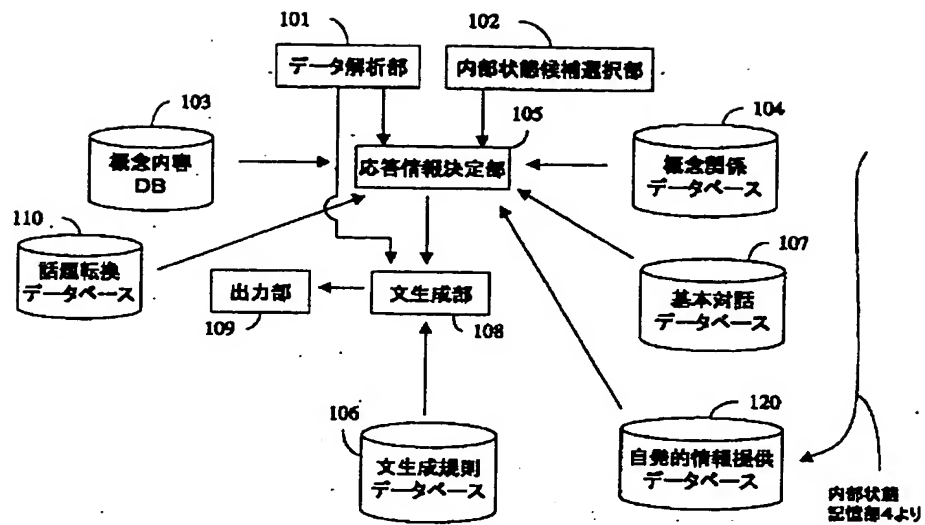 101
102
データ解析部
内部状態候補選択部
103
105
104
概念内容
DB
応答情報決定部
概念関係
データベース
110
話題転換
データベース
107
基本対話
データベース
出力部
文生成部
109
108
106
文生成規則
データベース
120
自発的情報提供
データベース
内部状態
記憶部4より